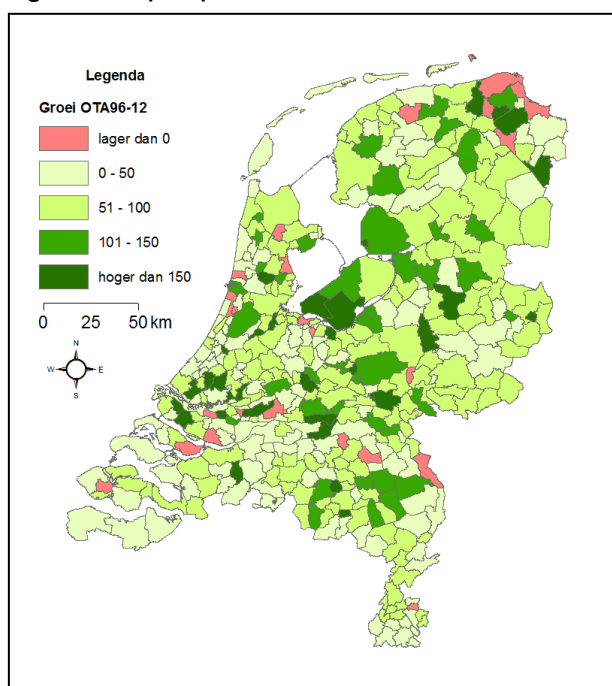 Legenda
Groei OTA96-12
lager dan 0
0 - 50
51 - 100
101 - 150
hoger dan 150
0 25 50 km
N
W E
S